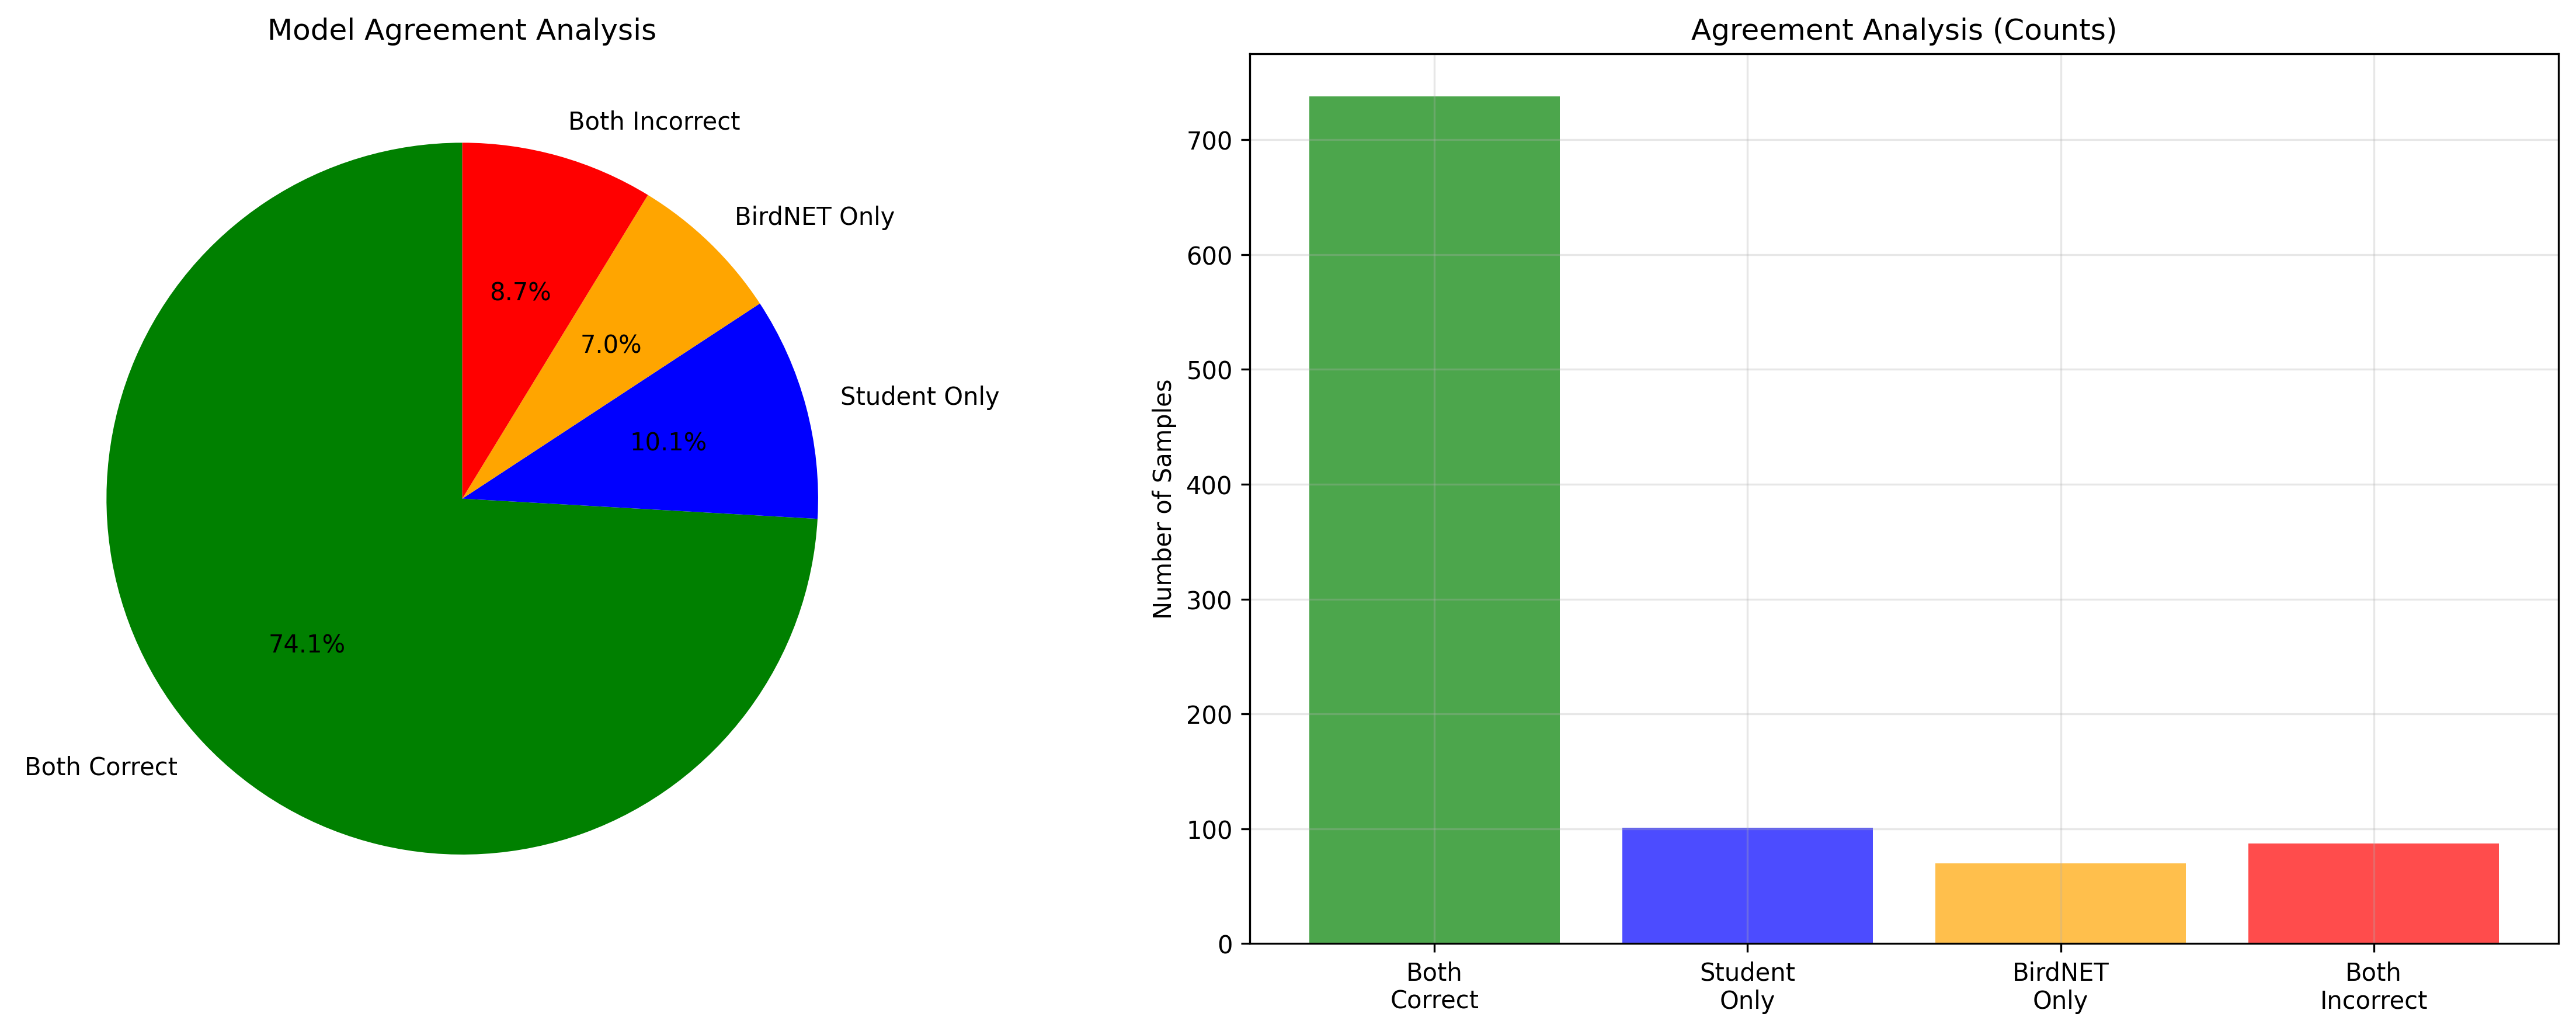 Model Agreement Analysis
Both Incorrect
BirdNET Only
8.7%
7.0%
Student Only
10.1%
74.1%
Both Correct
Agreement Analysis (Counts)
Number of Samples
700
600
500
400
300
200
100
0
Both
Correct
Student
Only
BirdNET
Only
Both
Incorrect